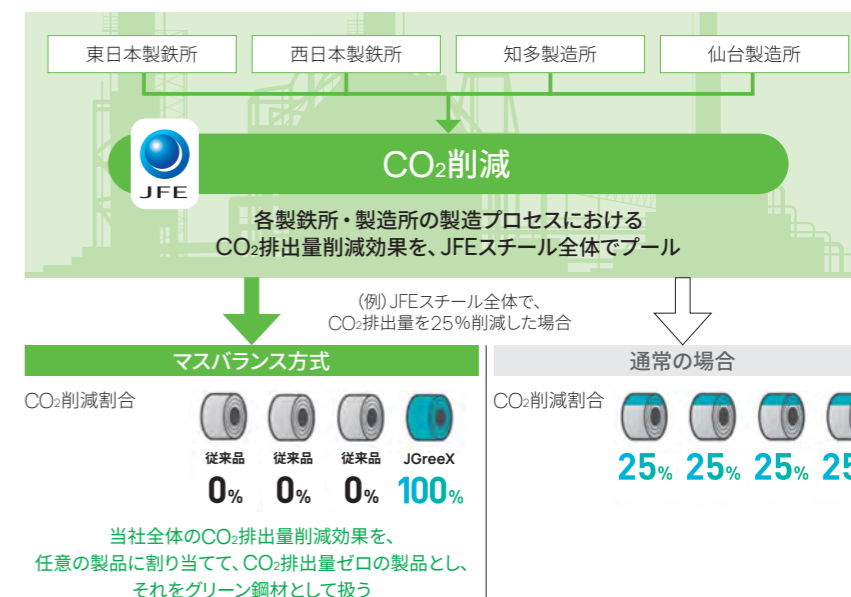 東日本製鉄所
西日本製鉄所
知多製造所
仙台製造所
JFE
CO₂削減
各製鉄所・製造所の製造プロセスにおける
CO₂排出量削減効果を、JFEスチール全体でプール
(例)JFEスチール全体で、
CO₂排出量を25%削減した場合
マスバランス方式
CO₂削減割合
従来品 従来品 従来品 JGreeX
0% 0% 0% 100%
当社全体のCO₂排出量削減効果を、
任意の製品に割り当てて、CO₂排出量ゼロの製品とし、
それをグリーン鋼材として扱う
通常の場合
CO₂削減割合
25% 25% 25% 25